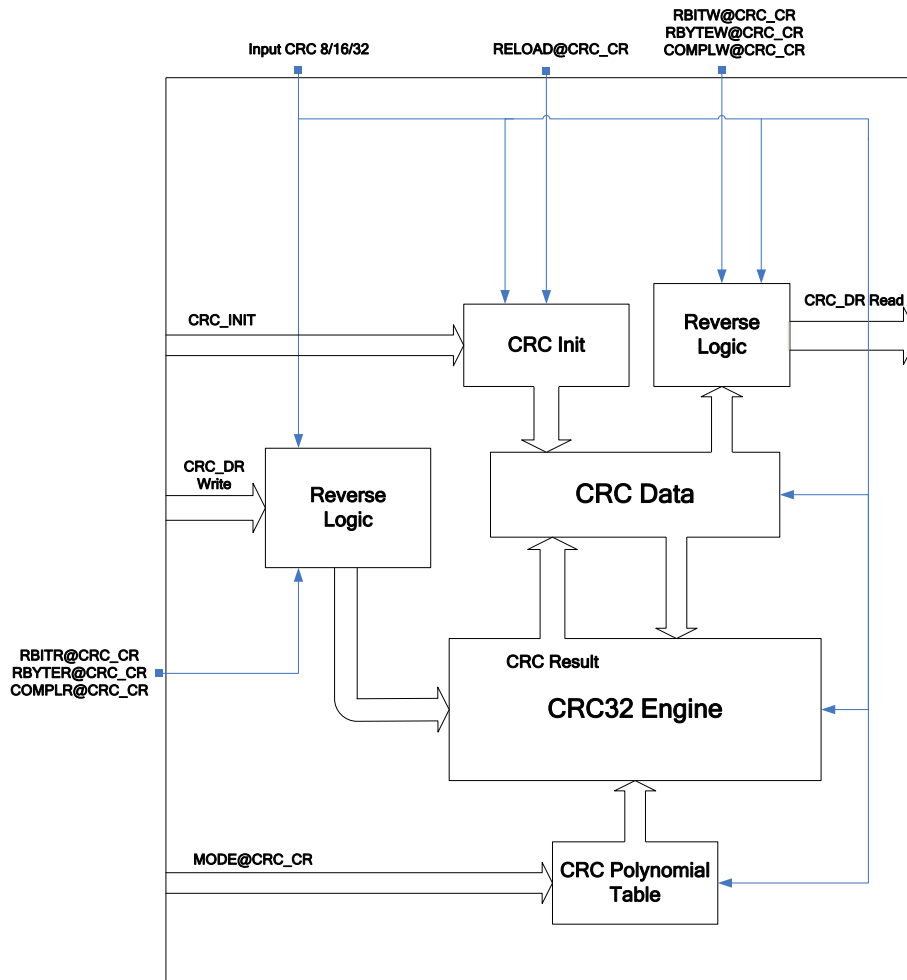 RBITW@CRC_CR
RBYTEW@CRC_CR
COMPLW@CRC_CR
Input CRC 8/16/32
RELOAD@CRC_CR
CRC_INIT
CRC Init
Reverse
Logic
CRC_DR Read
CRC_DR
Write
Reverse
Logic
CRC Data
RBITR@CRC_CR
RBYTER@CRC_CR
COMPLR@CRC_CR
CRC Result
CRC32 Engine
MODE@CRC_CR
CRC Polynomial
Table